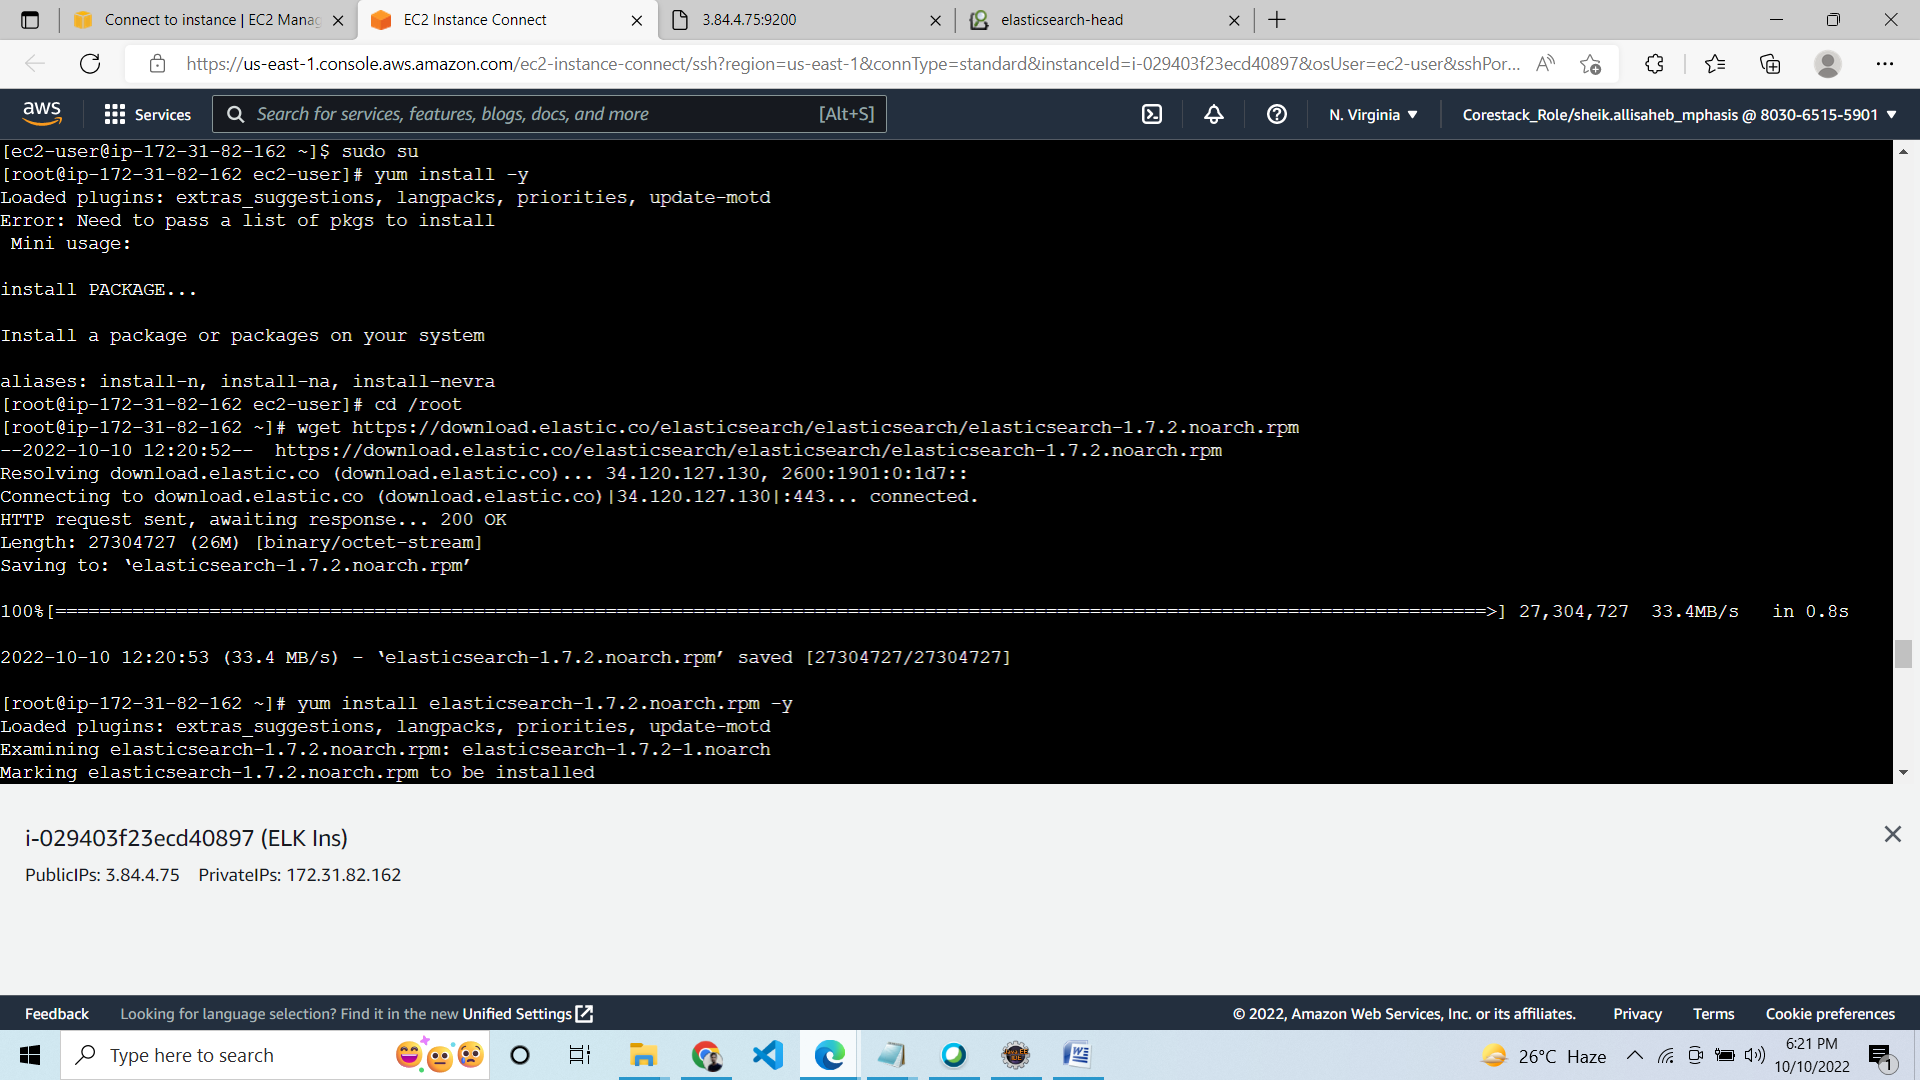 Connect to instance | EC2 Manag
EC2 Instance Connect
3.84.4.75:9200
elasticsearch-head
https://us-east-1.console.aws.amazon.com/ec2-instance-connect/ssh?region=us-east-1&connType=standard&instanceId=i-029403f23ecd40897&osUser=ec2-user&sshPor...
aws
Services
Search for services, features, blogs, docs, and more
[Alt+S]
N. Virginia ▼
Corestack_Role/sheik.allisaheb_mphasis @ 8030-6515-5901 ▼
[ec2-user@ip-172-31-82-162 ~]$ sudo su
[root@ip-172-31-82-162 ec2-user]# yum install -y
Loaded plugins: extras_suggestions, langpacks, priorities, update-motd
Error: Need to pass a list of pkgs to install
 Mini usage:
install PACKAGE...
Install a package or packages on your system
aliases: install-n, install-na, install-nevra
[root@ip-172-31-82-162 ec2-user]# cd /root
[root@ip-172-31-82-162 ~]# wget https://download.elastic.co/elasticsearch/elasticsearch/elasticsearch-1.7.2.noarch.rpm
--2022-10-10 12:20:52--  https://download.elastic.co/elasticsearch/elasticsearch/elasticsearch-1.7.2.noarch.rpm
Resolving download.elastic.co (download.elastic.co)... 34.120.127.130, 2600:1901:0:1d7::
Connecting to download.elastic.co (download.elastic.co)|34.120.127.130|:443... connected.
HTTP request sent, awaiting response... 200 OK
Length: 27304727 (26M) [binary/octet-stream]
Saving to: ‘elasticsearch-1.7.2.noarch.rpm’
100%[==================================================================================================================================>] 27,304,727  33.4MB/s   in 0.8s
2022-10-10 12:20:53 (33.4 MB/s) - ‘elasticsearch-1.7.2.noarch.rpm’ saved [27304727/27304727]
[root@ip-172-31-82-162 ~]# yum install elasticsearch-1.7.2.noarch.rpm -y
Loaded plugins: extras_suggestions, langpacks, priorities, update-motd
Examining elasticsearch-1.7.2.noarch.rpm: elasticsearch-1.7.2-1.noarch
Marking elasticsearch-1.7.2.noarch.rpm to be installed
i-029403f23ecd40897 (ELK Ins)
PublicIPs: 3.84.4.75    PrivateIPs: 172.31.82.162
Feedback
Looking for language selection? Find it in the new Unified Settings
© 2022, Amazon Web Services, Inc. or its affiliates.
Privacy
Terms
Cookie preferences
Type here to search
26°C Haze
6:21 PM
10/10/2022
1